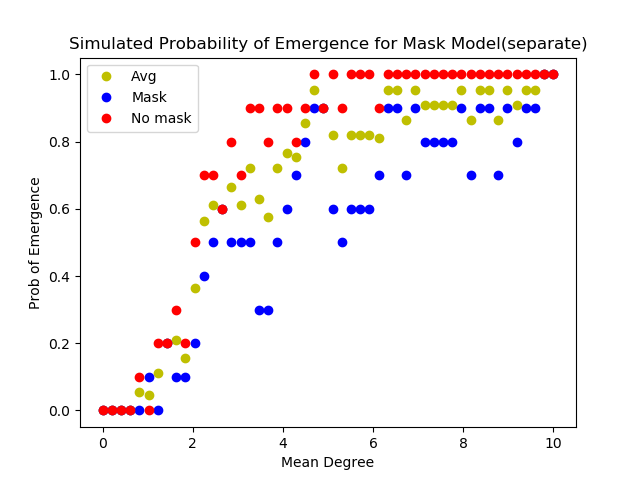 Simulated Probability of Emergence for Mask Model(separate)
Avg
Mask
No mask
1.0
0.8
0.6
0.4
0.2
0.0
Prob of Emergence
0 2 4 6 8 10
Mean Degree